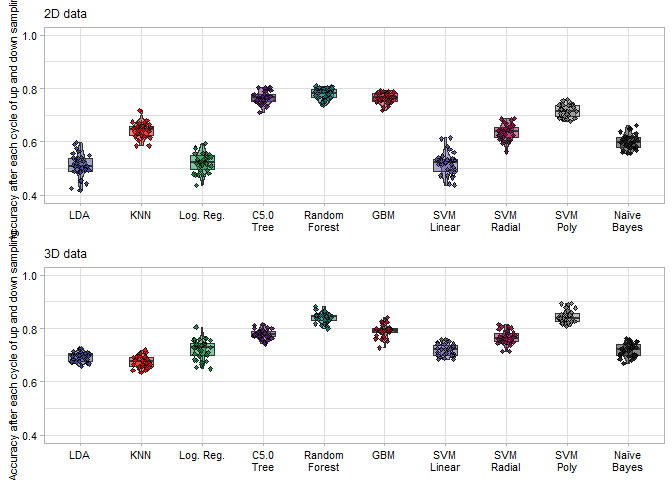 2D data
Accuracy after each cycle of up and down sampling
1.0
0.8
0.6
0.4
LDA KNN Log. Reg. C5.0 Tree Random Forest GBM SVM Linear SVM Radial SVM Poly Naïve Bayes
3D data
Accuracy after each cycle of up and down sampling
1.0
0.8
0.6
0.4
LDA KNN Log. Reg. C5.0 Tree Random Forest GBM SVM Linear SVM Radial SVM Poly Naïve Bayes